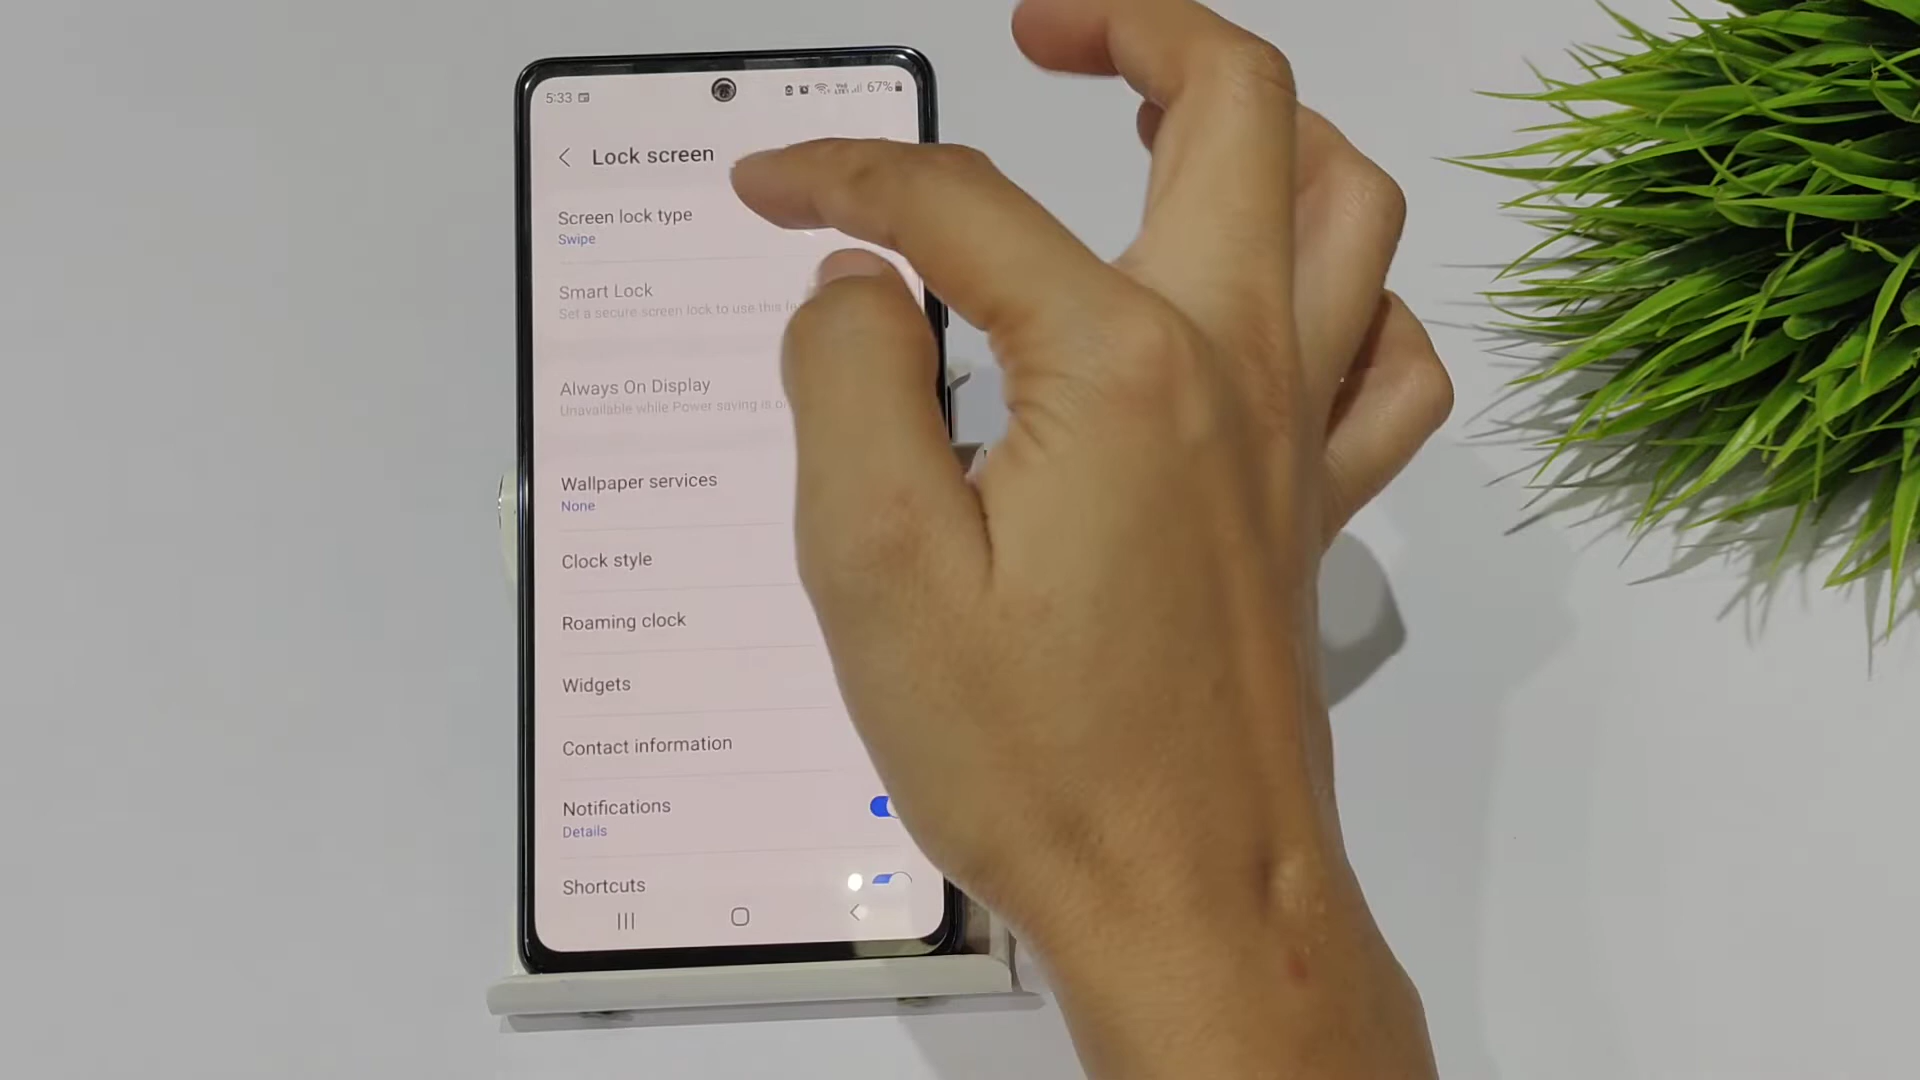 5:33
67%
Lock screen
Screen lock type
Swipe
Smart Lock
Set a secure screen lock to use this
Always On Display
Unavailable while Power saving is
Wallpaper services
None
Clock style
Roaming clock
Widgets
Contact information
Notifications
Details
Shortcuts